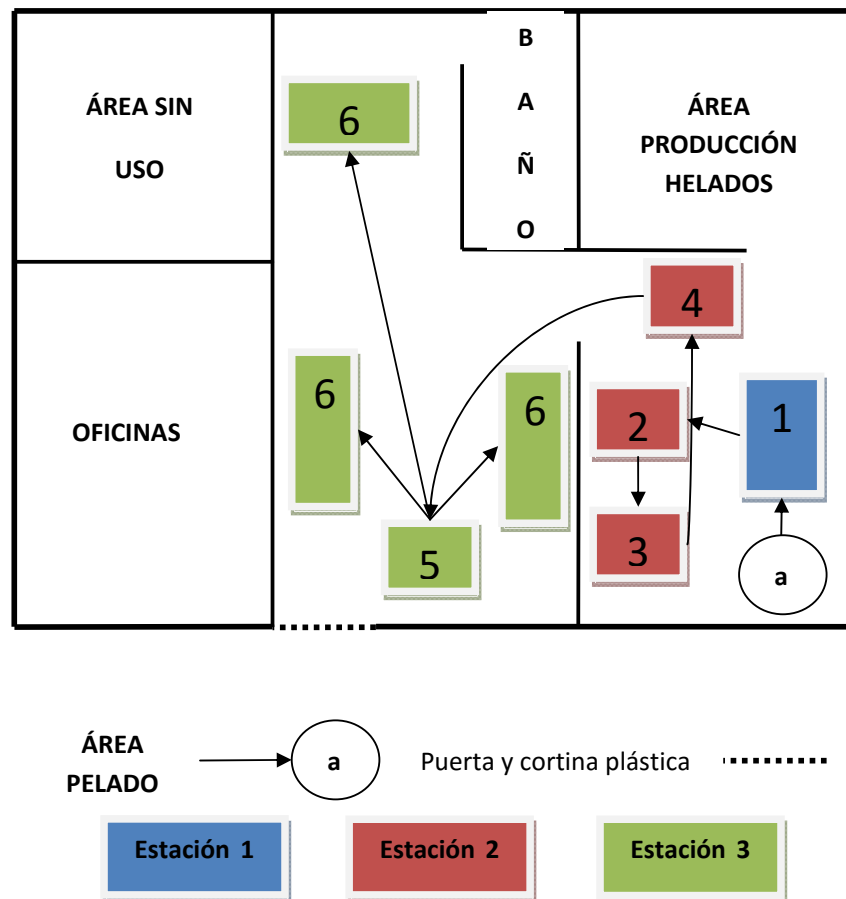 ÁREA SIN
USO
B
A
Ñ
O
ÁREA
PRODUCCIÓN
HELADOS
6
4
OFICINAS
6
6
2
1
5
3
a
ÁREA
PELADO
a
Puerta y cortina plástica
Estación 1
Estación 2
Estación 3